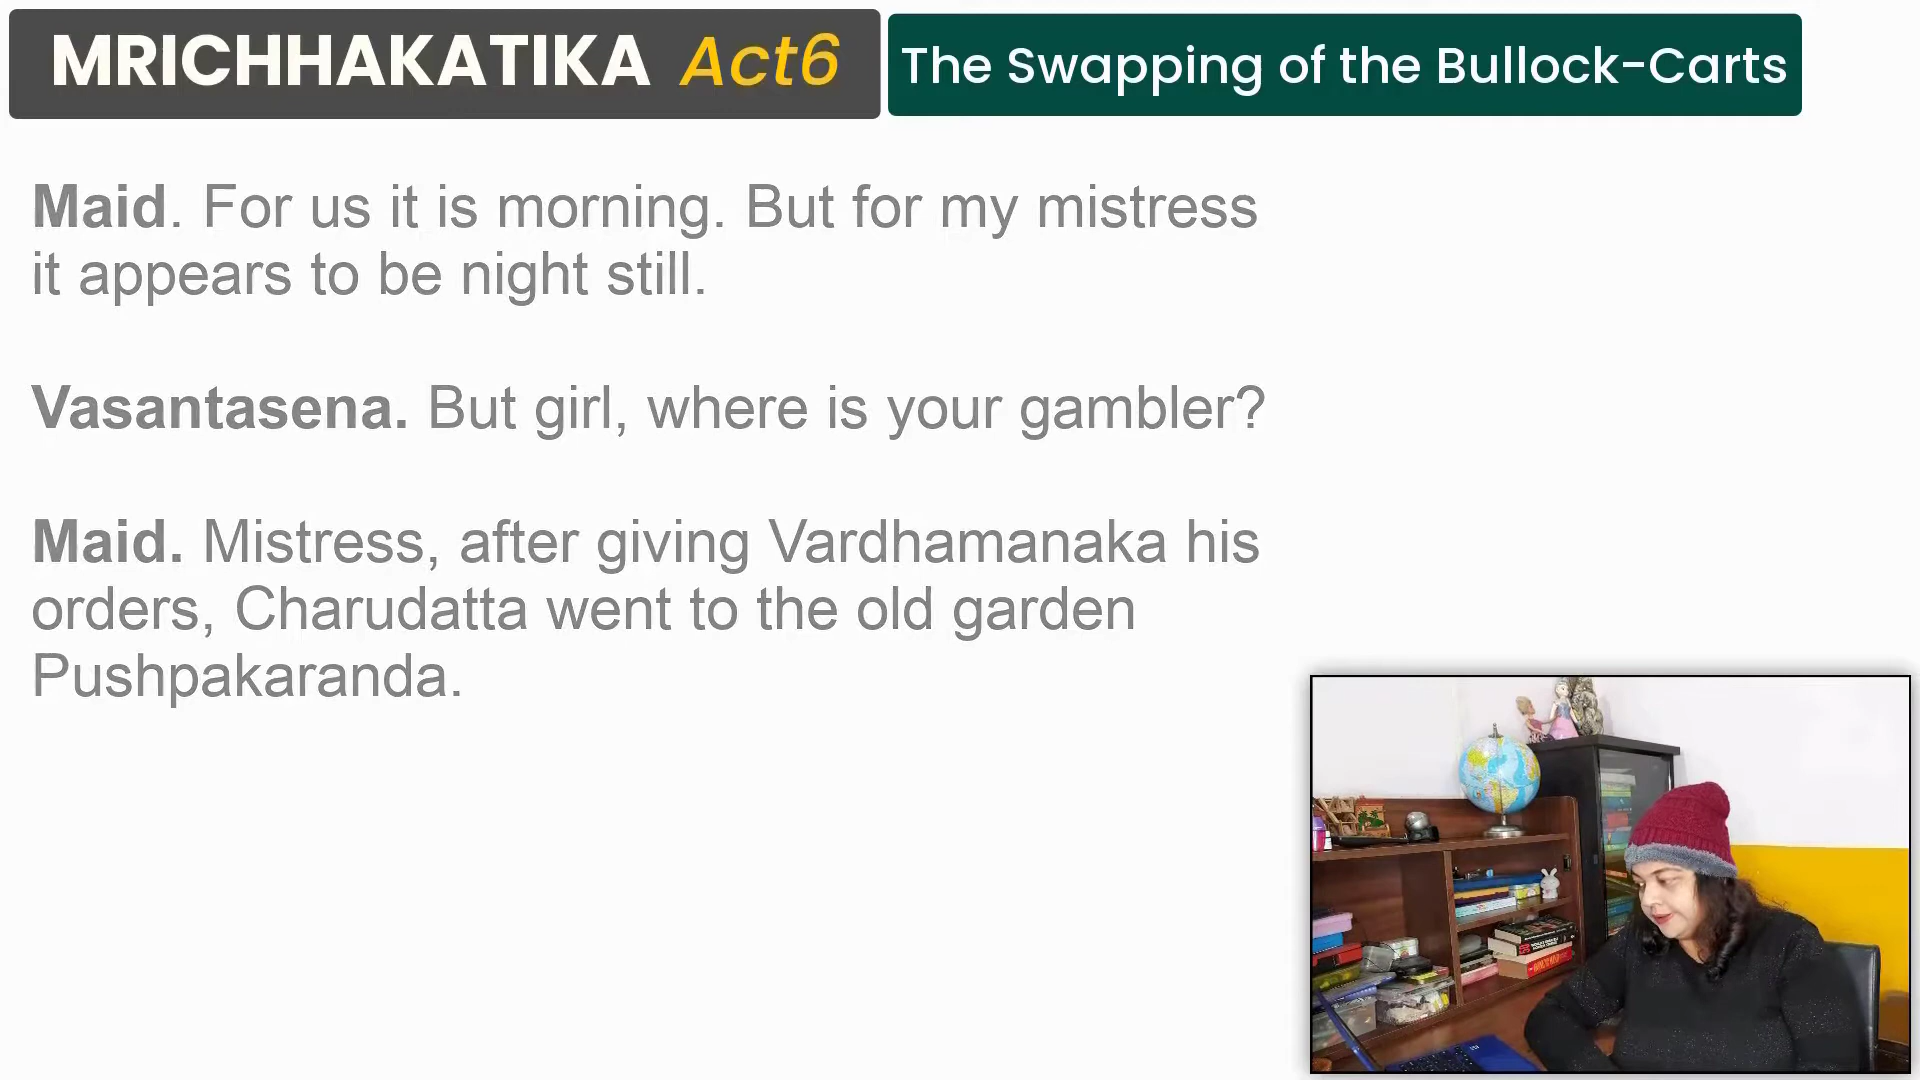 MRICHHAKATIKA Act6
The Swapping of the Bullock-Carts
Maid. For us it is morning. But for my mistress
it appears to be night still.
Vasantasena. But girl, where is your gambler?
Maid. Mistress, after giving Vardhamanaka his
orders, Charudatta went to the old garden
Pushpakaranda.